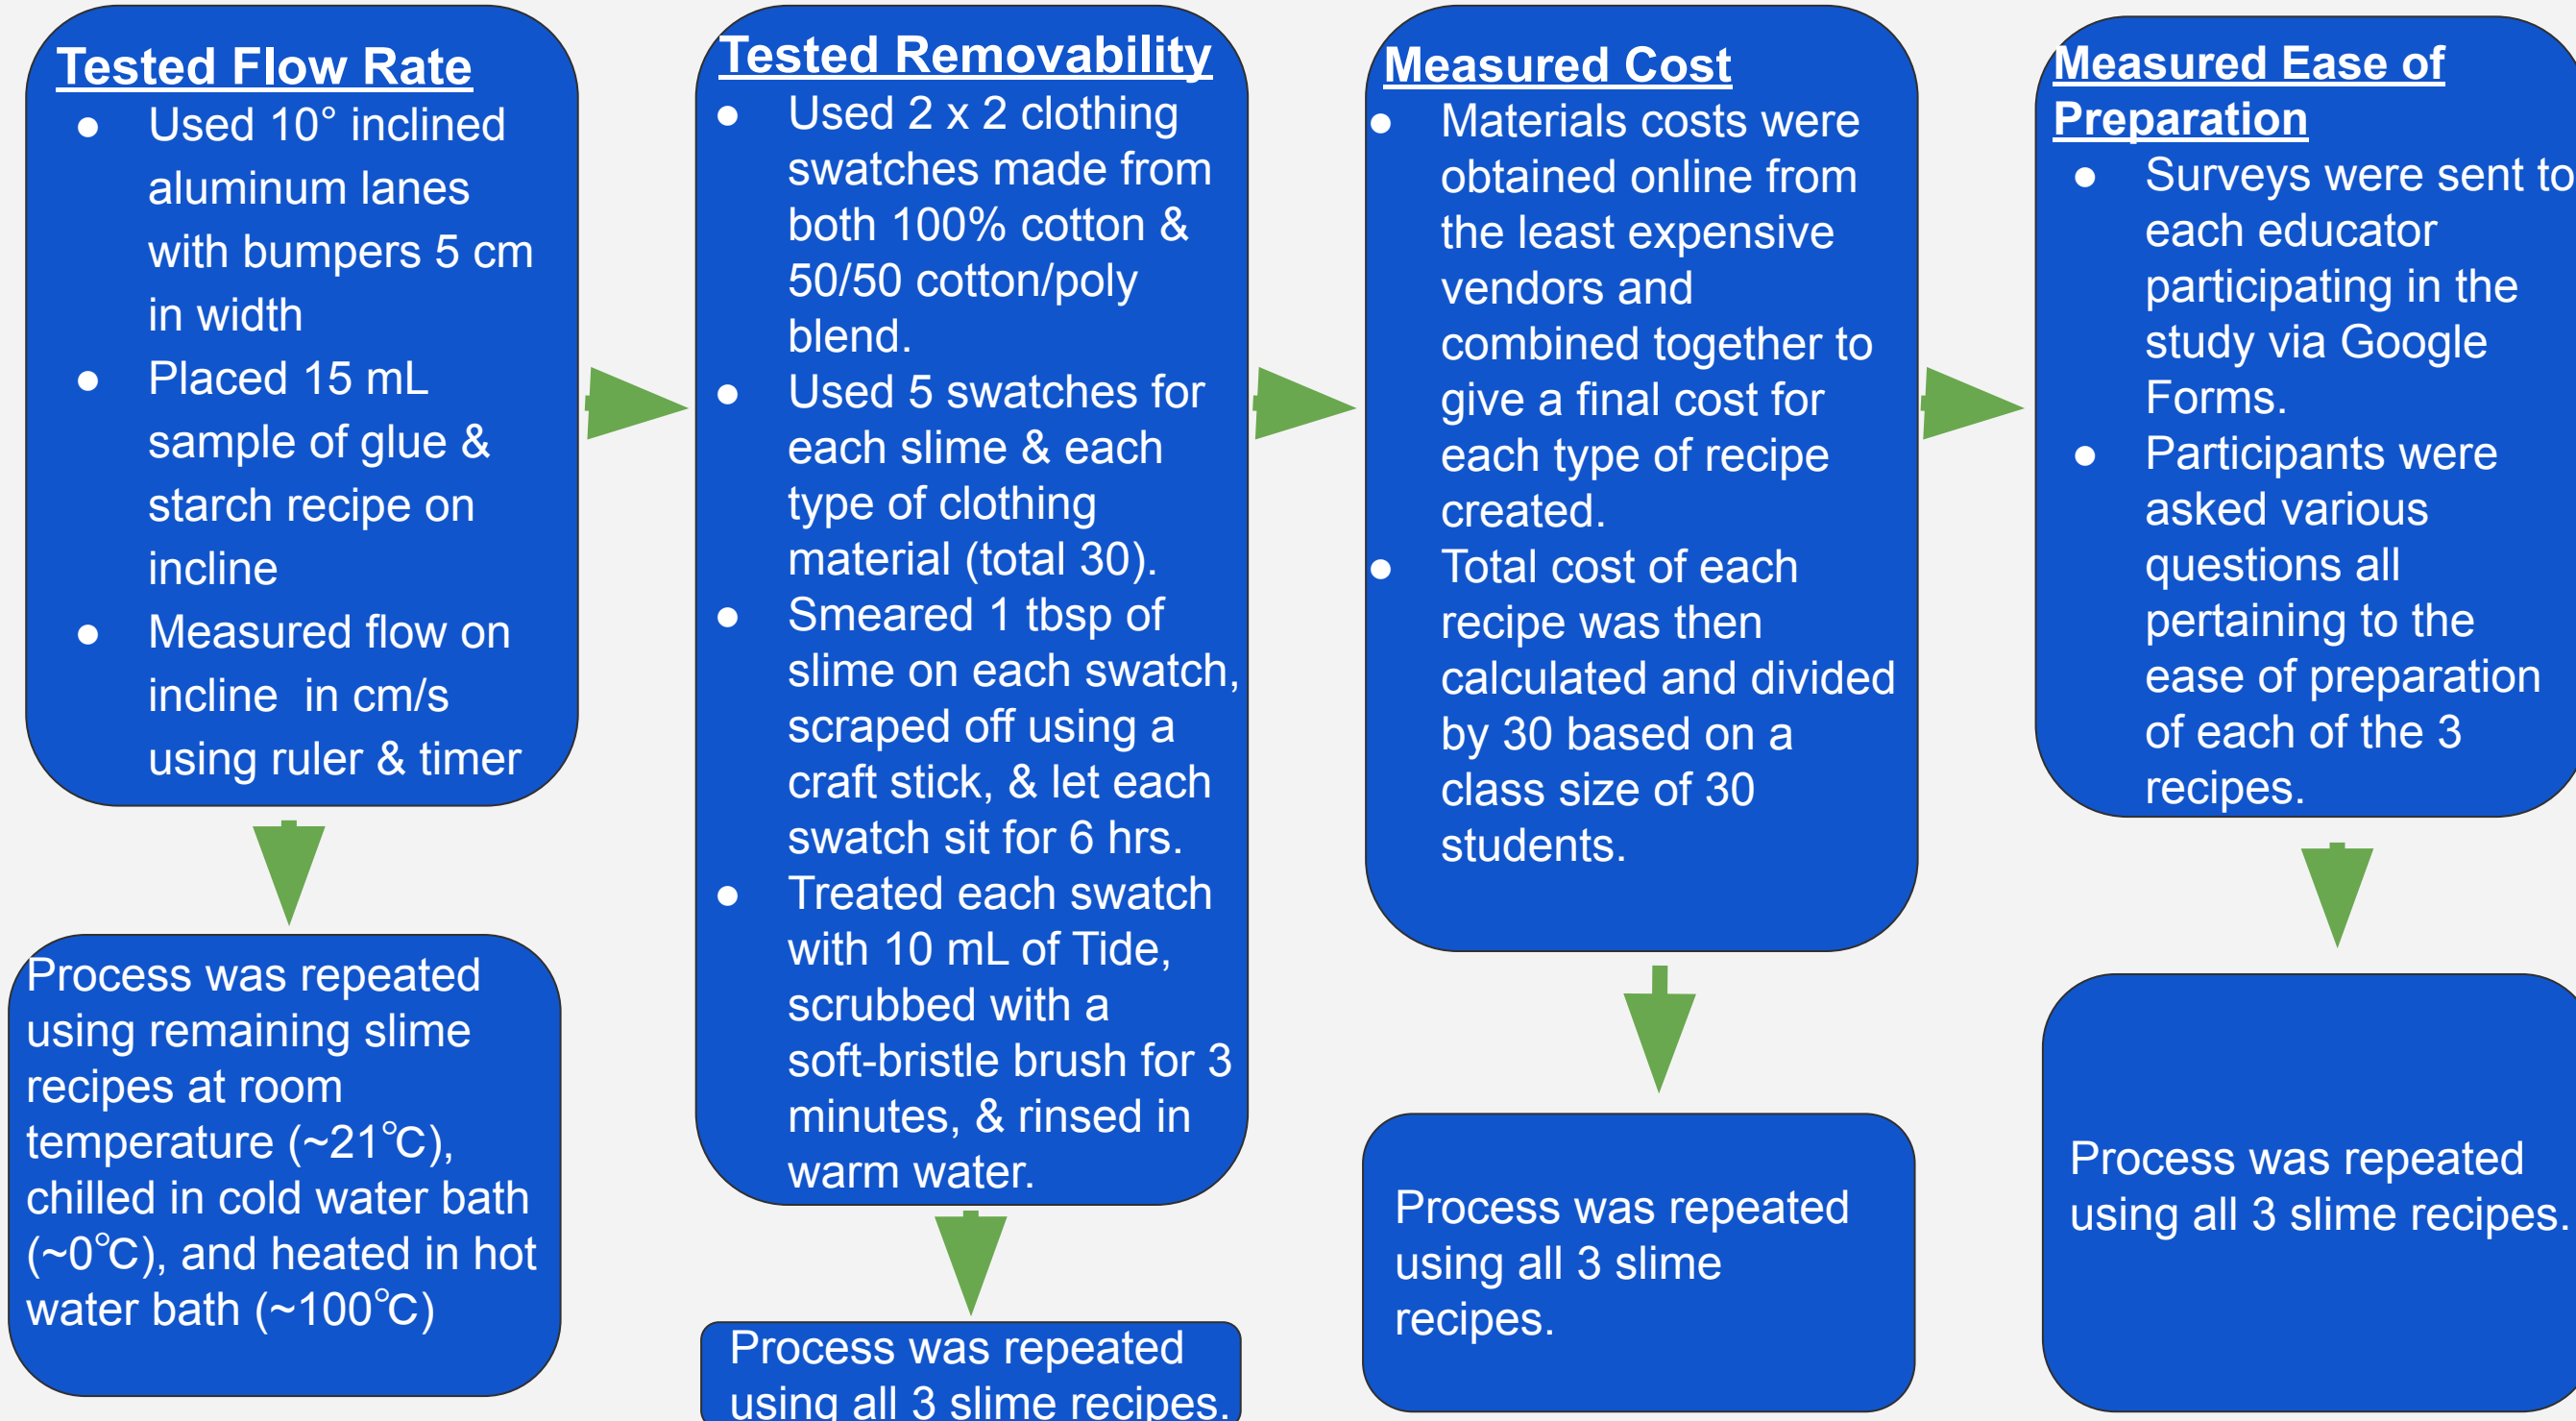 Tested Flow Rate
● Used 10° inclined
aluminum lanes
with bumpers 5 cm
in width
● Placed 15 mL
sample of glue &
starch recipe on
incline
● Measured flow on
incline in cm/s
using ruler & timer
Process was repeated
using remaining slime
recipes at room
temperature (~21℃),
chilled in cold water bath
(~0℃), and heated in hot
water bath (~100℃)
Tested Removability
● Used 2 x 2 clothing
swatches made from
both 100% cotton &
50/50 cotton/poly
blend.
● Used 5 swatches for
each slime & each
type of clothing
material (total 30).
● Smeared 1 tbsp of
slime on each swatch,
scraped off using a
craft stick, & let each
swatch sit for 6 hrs.
● Treated each swatch
with 10 mL of Tide,
scrubbed with a
soft-bristle brush for 3
minutes, & rinsed in
warm water.
Process was repeated
using all 3 slime recipes.
Measured Cost
● Materials costs were
obtained online from
the least expensive
vendors and
combined together to
give a final cost for
each type of recipe
created.
● Total cost of each
recipe was then
calculated and divided
by 30 based on a
class size of 30
students.
Process was repeated
using all 3 slime
recipes.
Measured Ease of
Preparation
● Surveys were sent to
each educator
participating in the
study via Google
Forms.
● Participants were
asked various
questions all
pertaining to the
ease of preparation
of each of the 3
recipes.
Process was repeated
using all 3 slime recipes.